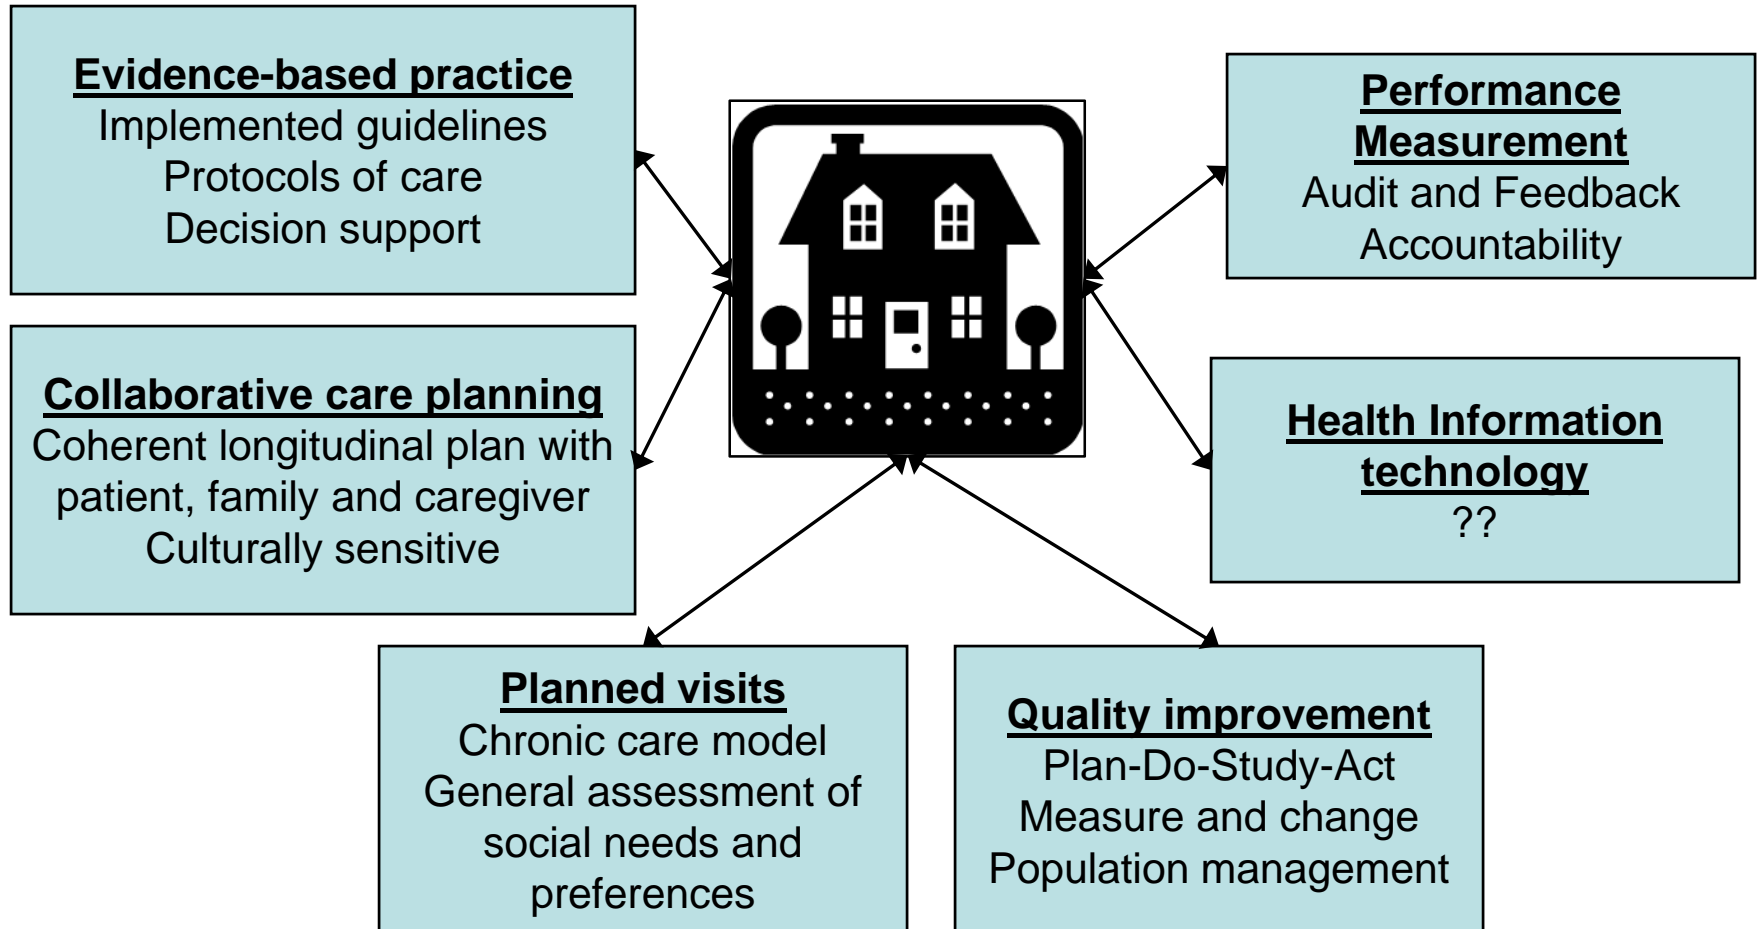 Evidence-based practice
Implemented guidelines
Protocols of care
Decision support
Performance
Measurement
Audit and Feedback
Accountability
Collaborative care planning
Coherent longitudinal plan with
patient, family and caregiver
Culturally sensitive
Health Information
technology
??
Planned visits
Chronic care model
General assessment of
social needs and
preferences
Quality improvement
Plan-Do-Study-Act
Measure and change
Population management